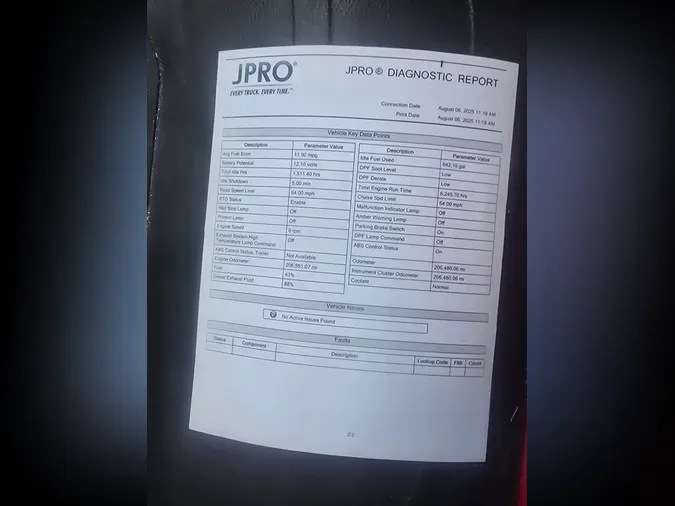 JPRO®
EVERY TRUCK. EVERY TIME.™
JPRO ® DIAGNOSTIC REPORT
Connection Date: August 06, 2025 11:18 AM
Print Date: August 06, 2025 11:18 AM
Vehicle Key Data Points
Description Parameter Value
Avg Fuel Econ 11.90 mpg
Battery Potential 12.10 volts
Total Idle Hrs 1,511.40 hrs
Idle Shutdown 5.00 min
Road Speed Limit 64.00 mph
PTO Status Enable
Red Stop Lamp Off
Protect Lamp Off
Engine Speed 0 rpm
Exhaust System High
Temperature Lamp Command Off
ABS Control Status, Trailer Not Available
Engine Odometer 206,551.07 mi
Fuel 43%
Diesel Exhaust Fluid 88%
Description Parameter Value
Idle Fuel Used 842.10 gal
DPF Soot Level Low
DPF Derate Low
Total Engine Run Time 6,245.70 hrs
Cruise Spd Limit 64.00 mph
Malfunction Indicator Lamp Off
Amber Warning Lamp Off
Parking Brake Switch On
DPF Lamp Command Off
ABS Control Status On
Odometer 206,480.06 mi
Instrument Cluster Odometer 206,480.06 mi
Coolant Normal
Vehicle Issues
No Active Issues Found
Faults
Status Component Description Lookup Code FMI Count
2/2